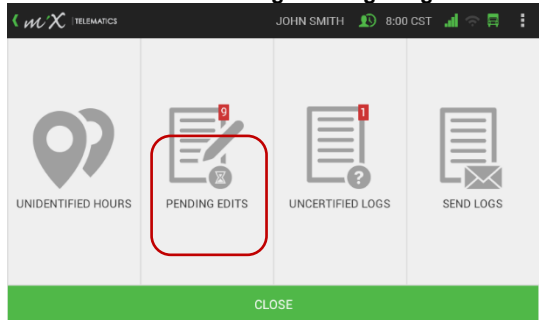 miX TELEMATICS JOHN SMITH 8:00 CST
9 1
UNIDENTIFIED HOURS PENDING EDITS UNCERTIFIED LOGS SEND LOGS
CLOSE